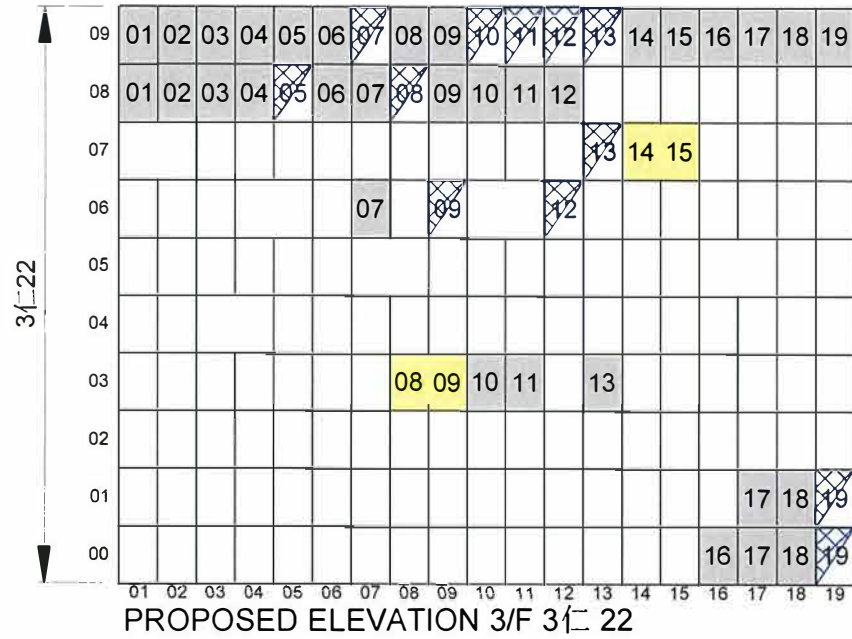 09 01 02 03 04 05 06 07 08 09 10 11 12 13 14 15 16 17 18 19
08 01 02 03 04 05 06 07 08 09 10 11 12
07 13 14 15
06 07 09 12
05
04
03 08 09 10 11 13
02
01 17 18 19
00 16 17 18 19
01 02 03 04 05 06 07 08 09 10 11 12 13 14 15 16 17 18 19
3仁22
PROPOSED ELEVATION 3/F 3仁 22